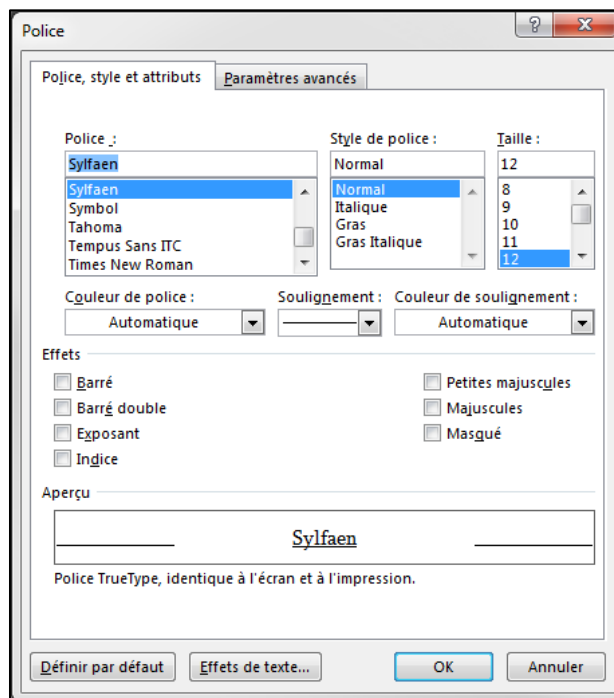 Police
Police, style et attributs
Paramètres avancés
Police :
Style de police :
Taille :
Sylfaen
Normal
12
Sylfaen
Symbol
Tahoma
Tempus Sans ITC
Times New Roman
Normal
Italique
Gras
Gras Italique
8
9
10
11
12
Couleur de police :
Soulignement :
Couleur de soulignement :
Automatique
Automatique
Effets
Barré
Barré double
Exposant
Indice
Petites majuscules
Majuscules
Masqué
Aperçu
Sylfaen
Police TrueType, identique à l'écran et à l'impression.
Définir par défaut
Effets de texte...
OK
Annuler